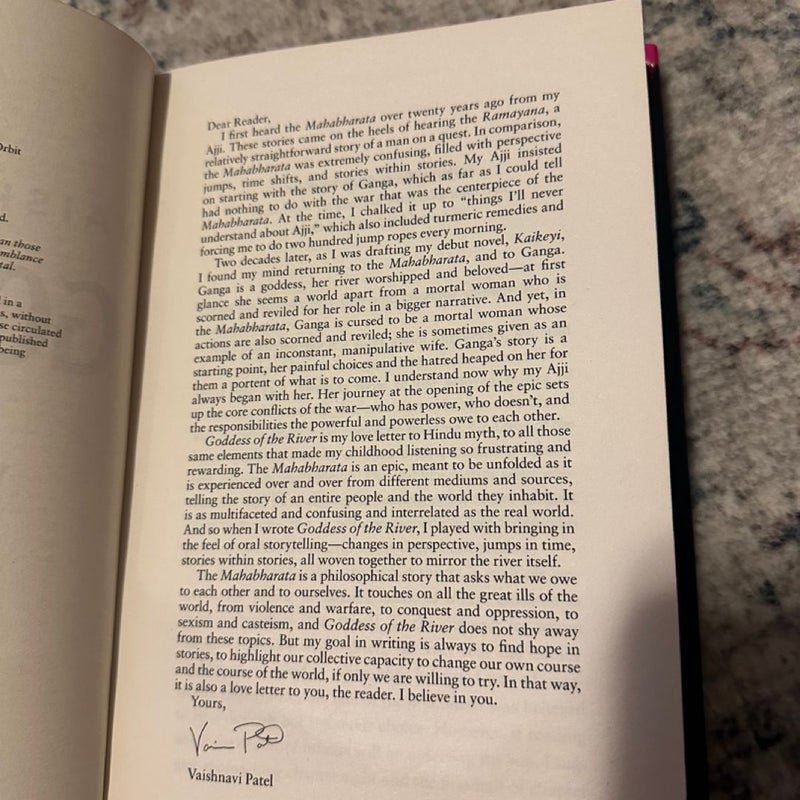 Orbit
d.
an those
mblance
tal.
l in a
s, without
se circulated
published
being
Dear Reader,
I first heard the Mahabharata over twenty years ago from my
Ajji. These stories came on the heels of hearing the Ramayana, a
relatively straightforward story of a man on a quest. In comparison,
the Mahabharata was extremely confusing, filled with perspective
jumps, time shifts, and stories within stories. My Ajji insisted
on starting with the story of Ganga, which as far as I could tell
had nothing to do with the war that was the centerpiece of the
Mahabharata. At the time, I chalked it up to “things I’ll never
understand about Ajji,” which also included turmeric remedies and
forcing me to do two hundred jump ropes every morning.
Two decades later, as I was drafting my debut novel, Kaikeyi,
I found my mind returning to the Mahabharata, and to Ganga.
Ganga is a goddess, her river worshipped and beloved—at first
glance she seems a world apart from a mortal woman who is
scorned and reviled for her role in a bigger narrative. And yet, in
the Mahabharata, Ganga is cursed to be a mortal woman whose
actions are also scorned and reviled; she is sometimes given as an
example of an inconstant, manipulative wife. Ganga’s story is a
starting point, her painful choices and the hatred heaped on her for
them a portent of what is to come. I understand now why my Ajji
always began with her. Her journey at the opening of the epic sets
up the core conflicts of the war—who has power, who doesn’t, and
the responsibilities the powerful and powerless owe to each other.
Goddess of the River is my love letter to Hindu myth, to all those
same elements that made my childhood listening so frustrating and
rewarding. The Mahabharata is an epic, meant to be unfolded as it
is experienced over and over from different mediums and sources,
telling the story of an entire people and the world they inhabit. It
is as multifaceted and confusing and interrelated as the real world.
And so when I wrote Goddess of the River, I played with bringing in
the feel of oral storytelling—changes in perspective, jumps in time,
stories within stories, all woven together to mirror the river itself.
The Mahabharata is a philosophical story that asks what we owe
to each other and to ourselves. It touches on all the great ills of the
world, from violence and warfare, to conquest and oppression, to
sexism and casteism, and Goddess of the River does not shy away
from these topics. But my goal in writing is always to find hope in
stories, to highlight our collective capacity to change our own course
and the course of the world, if only we are willing to try. In that way,
it is also a love letter to you, the reader. I believe in you.
Yours,
Vaishnavi Patel